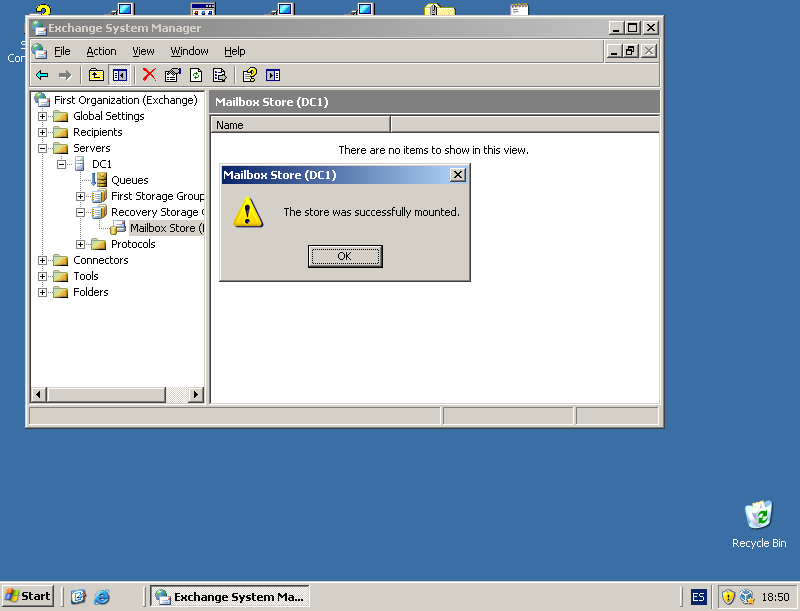 Exchange System Manager
File Action View Window Help
First Organization (Exchange)
Global Settings
Recipients
Servers
DC1
Queues
First Storage Group
Recovery Storage
Mailbox Store (
Protocols
Connectors
Tools
Folders
Mailbox Store (DC1)
Name
There are no items to show in this view.
Mailbox Store (DC1)
The store was successfully mounted.
OK
Recycle Bin
Start
Exchange System Ma...
ES
18:50